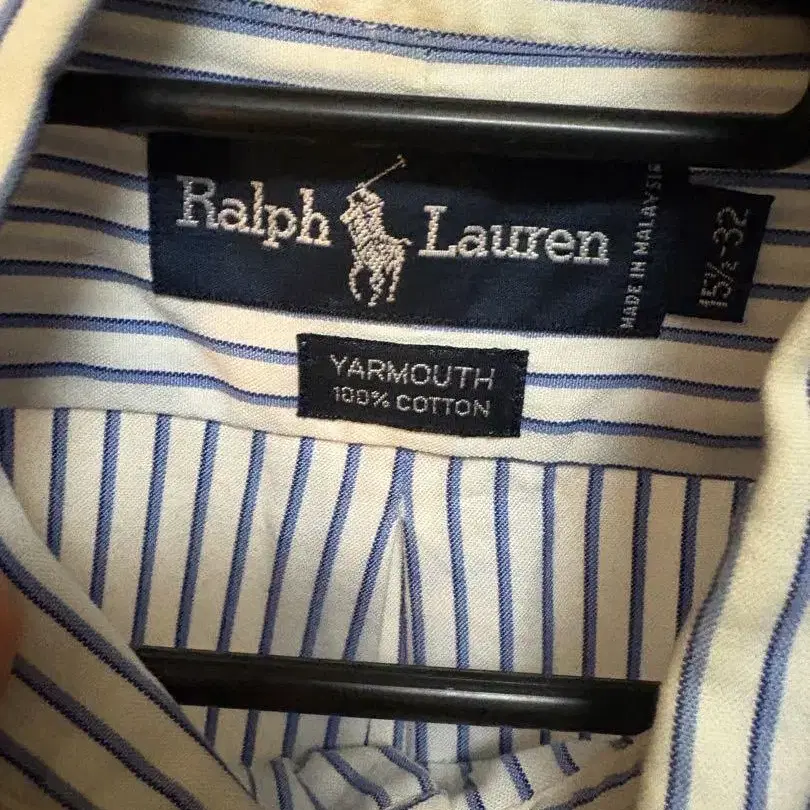 Ralph Lauren
MADE IN MALAYSIA
15½-32
YARMOUTH
100% COTTON